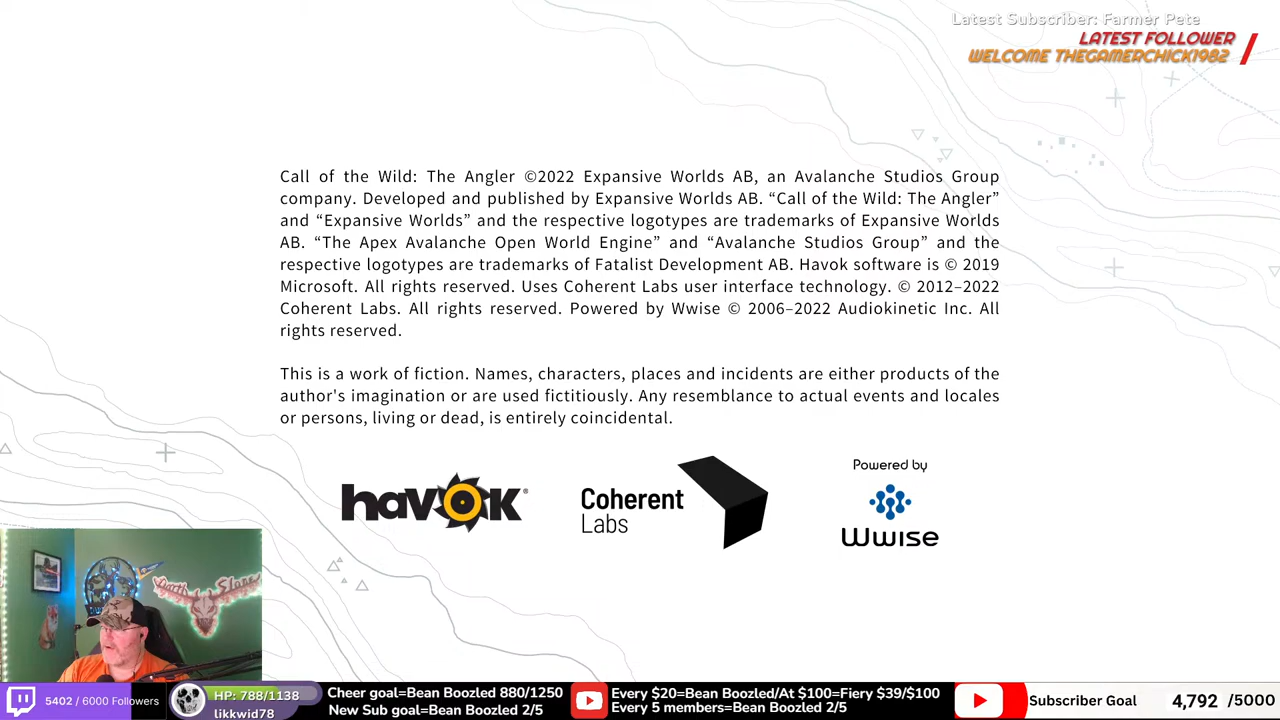 Latest Subscriber: Farmer Pete
LATEST FOLLOWER
WELCOME THEGAMERCHICK1982
Call of the Wild: The Angler ©2022 Expansive Worlds AB, an Avalanche Studios Group
company. Developed and published by Expansive Worlds AB. “Call of the Wild: The Angler”
and “Expansive Worlds” and the respective logotypes are trademarks of Expansive Worlds
AB. “The Apex Avalanche Open World Engine” and “Avalanche Studios Group” and the
respective logotypes are trademarks of Fatalist Development AB. Havok software is © 2019
Microsoft. All rights reserved. Uses Coherent Labs user interface technology. © 2012–2022
Coherent Labs. All rights reserved. Powered by Wwise © 2006–2022 Audiokinetic Inc. All
rights reserved.
This is a work of fiction. Names, characters, places and incidents are either products of the
author's imagination or are used fictitiously. Any resemblance to actual events and locales
or persons, living or dead, is entirely coincidental.
havok®
Coherent
Labs
Powered by
Wwise
5402 / 6000 Followers
HP: 788/1138
likkwid78
Cheer goal=Bean Boozled 880/1250
New Sub goal=Bean Boozled 2/5
Every $20=Bean Boozled/At $100=Fiery $39/$100
Every 5 members=Bean Boozled 2/5
Subscriber Goal
4,792 /5000